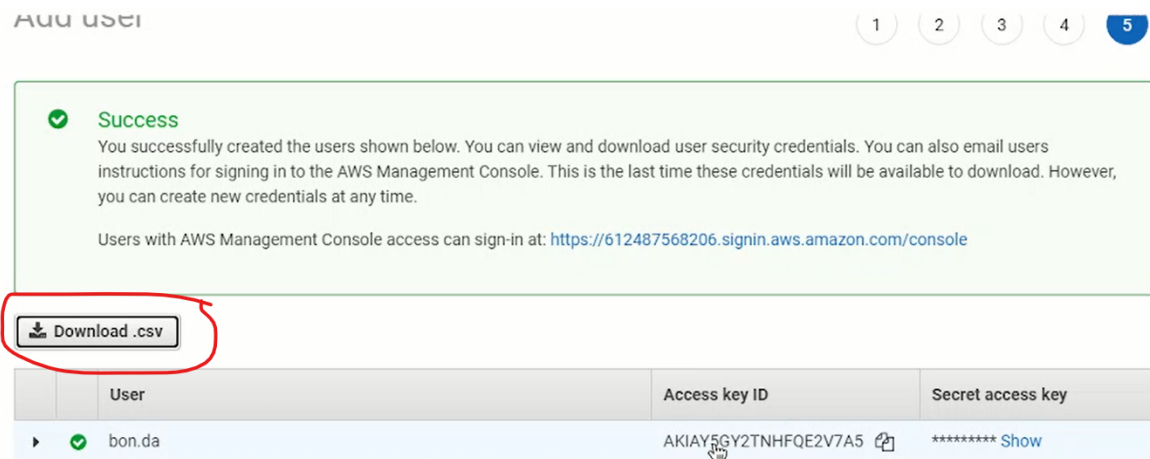 Add user
1 2 3 4 5
Success
You successfully created the users shown below. You can view and download user security credentials. You can also email users
instructions for signing in to the AWS Management Console. This is the last time these credentials will be available to download. However,
you can create new credentials at any time.
Users with AWS Management Console access can sign-in at: https://612487568206.signin.aws.amazon.com/console
Download .csv
User Access key ID Secret access key
bon.da AKIAY5GY2TNHFQE2V7A5 ********* Show